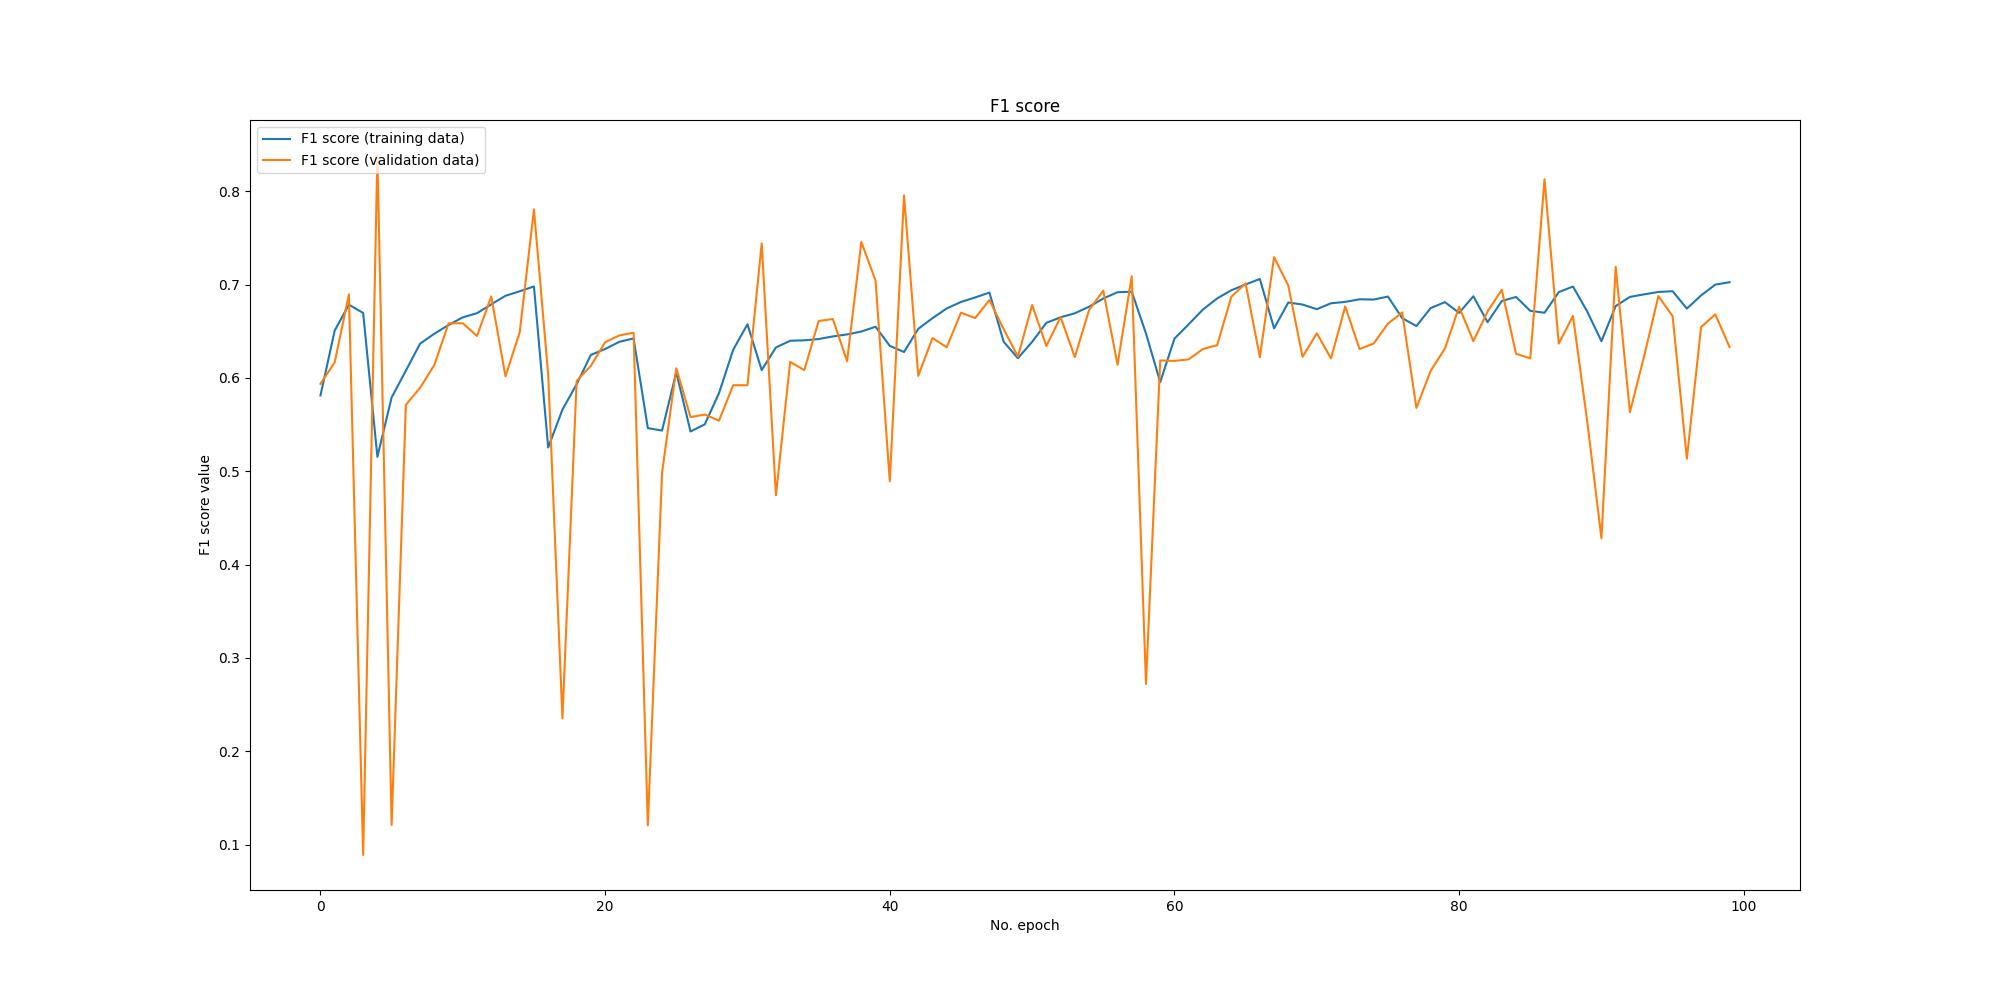 F1 score
F1 score (training data)
F1 score (validation data)
F1 score value
0.8
0.7
0.6
0.5
0.4
0.3
0.2
0.1
0 20 40 60 80 100
No. epoch